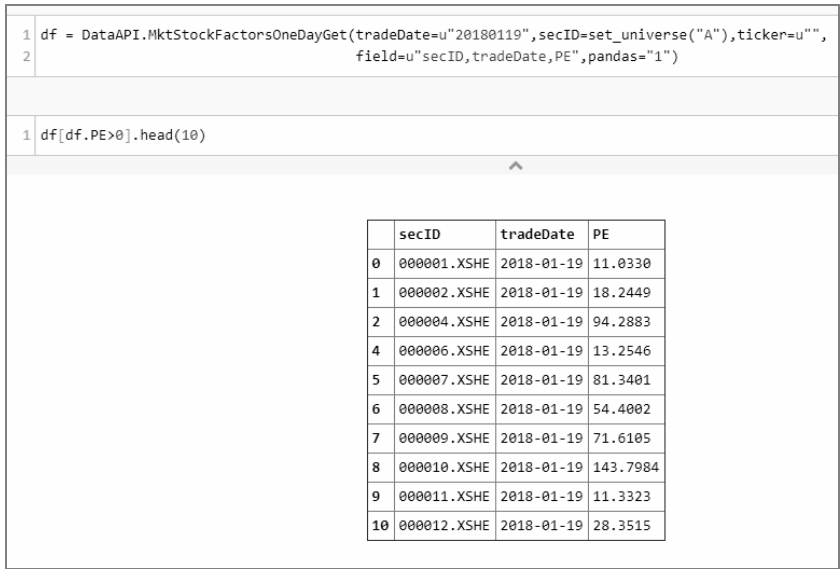 1 df = DataAPI.MktStockFactorsOneDayGet(tradeDate=u"20180119",secID=set_universe("A"),ticker=u"",
2 field=u"secID,tradeDate,PE",pandas="1")
1 df[df.PE>0].head(10)
secID tradeDate PE
0 000001.XSHE 2018-01-19 11.0330
1 000002.XSHE 2018-01-19 18.2449
2 000004.XSHE 2018-01-19 94.2883
4 000006.XSHE 2018-01-19 13.2546
5 000007.XSHE 2018-01-19 81.3401
6 000008.XSHE 2018-01-19 54.4002
7 000009.XSHE 2018-01-19 71.6105
8 000010.XSHE 2018-01-19 143.7984
9 000011.XSHE 2018-01-19 11.3323
10 000012.XSHE 2018-01-19 28.3515